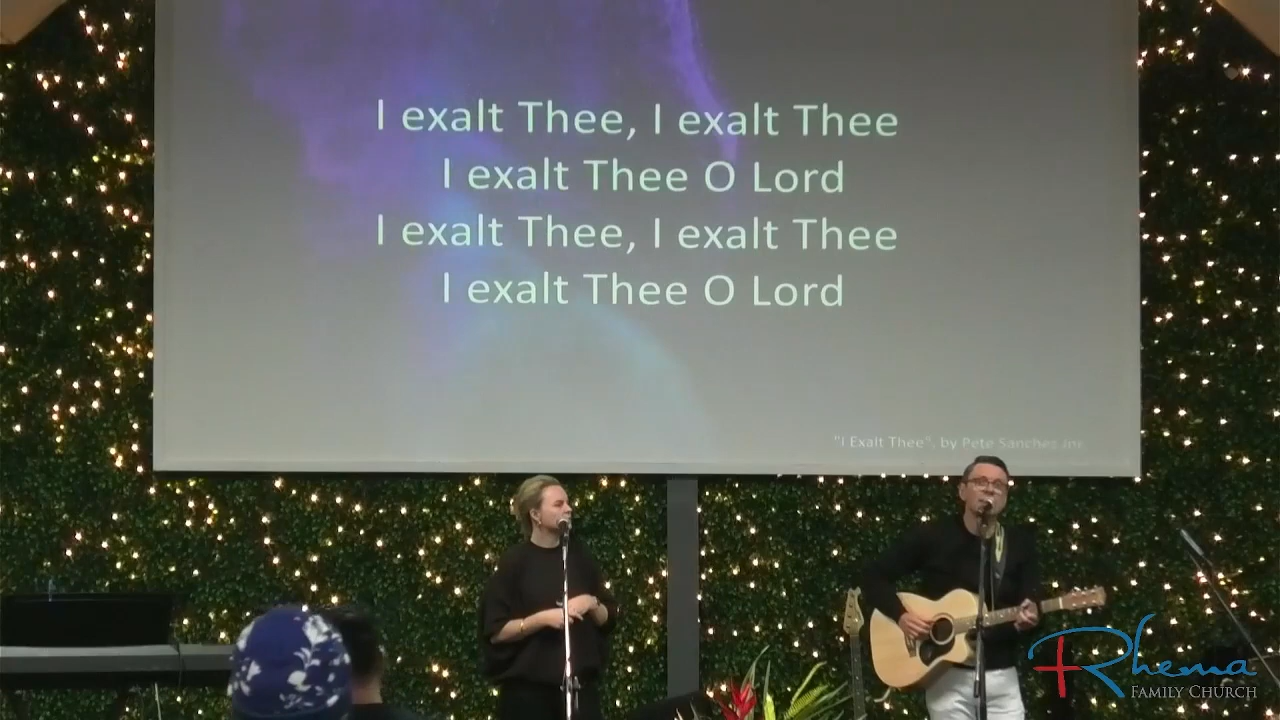 I exalt Thee, I exalt Thee
I exalt Thee O Lord
I exalt Thee, I exalt Thee
I exalt Thee O Lord
"I Exalt Thee", by Pete Sanchez Jnr
Rhema
FAMILY CHURCH